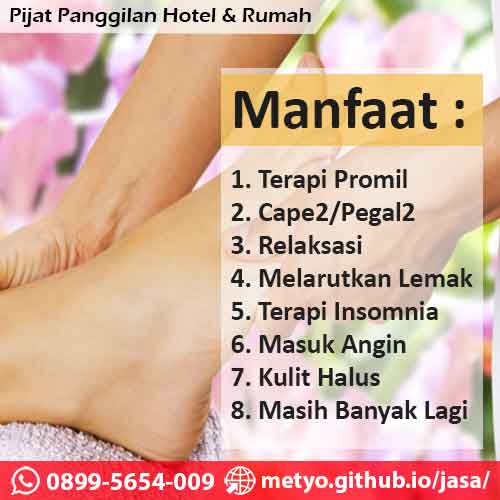 Pijat Panggilan Hotel & Rumah
Manfaat :
1. Terapi Promil
2. Cape2/Pegal2
3. Relaksasi
4. Melarutkan Lemak
5. Terapi Insomnia
6. Masuk Angin
7. Kulit Halus
8. Masih Banyak Lagi
0899-5654-009 metyo.github.io/jasa/